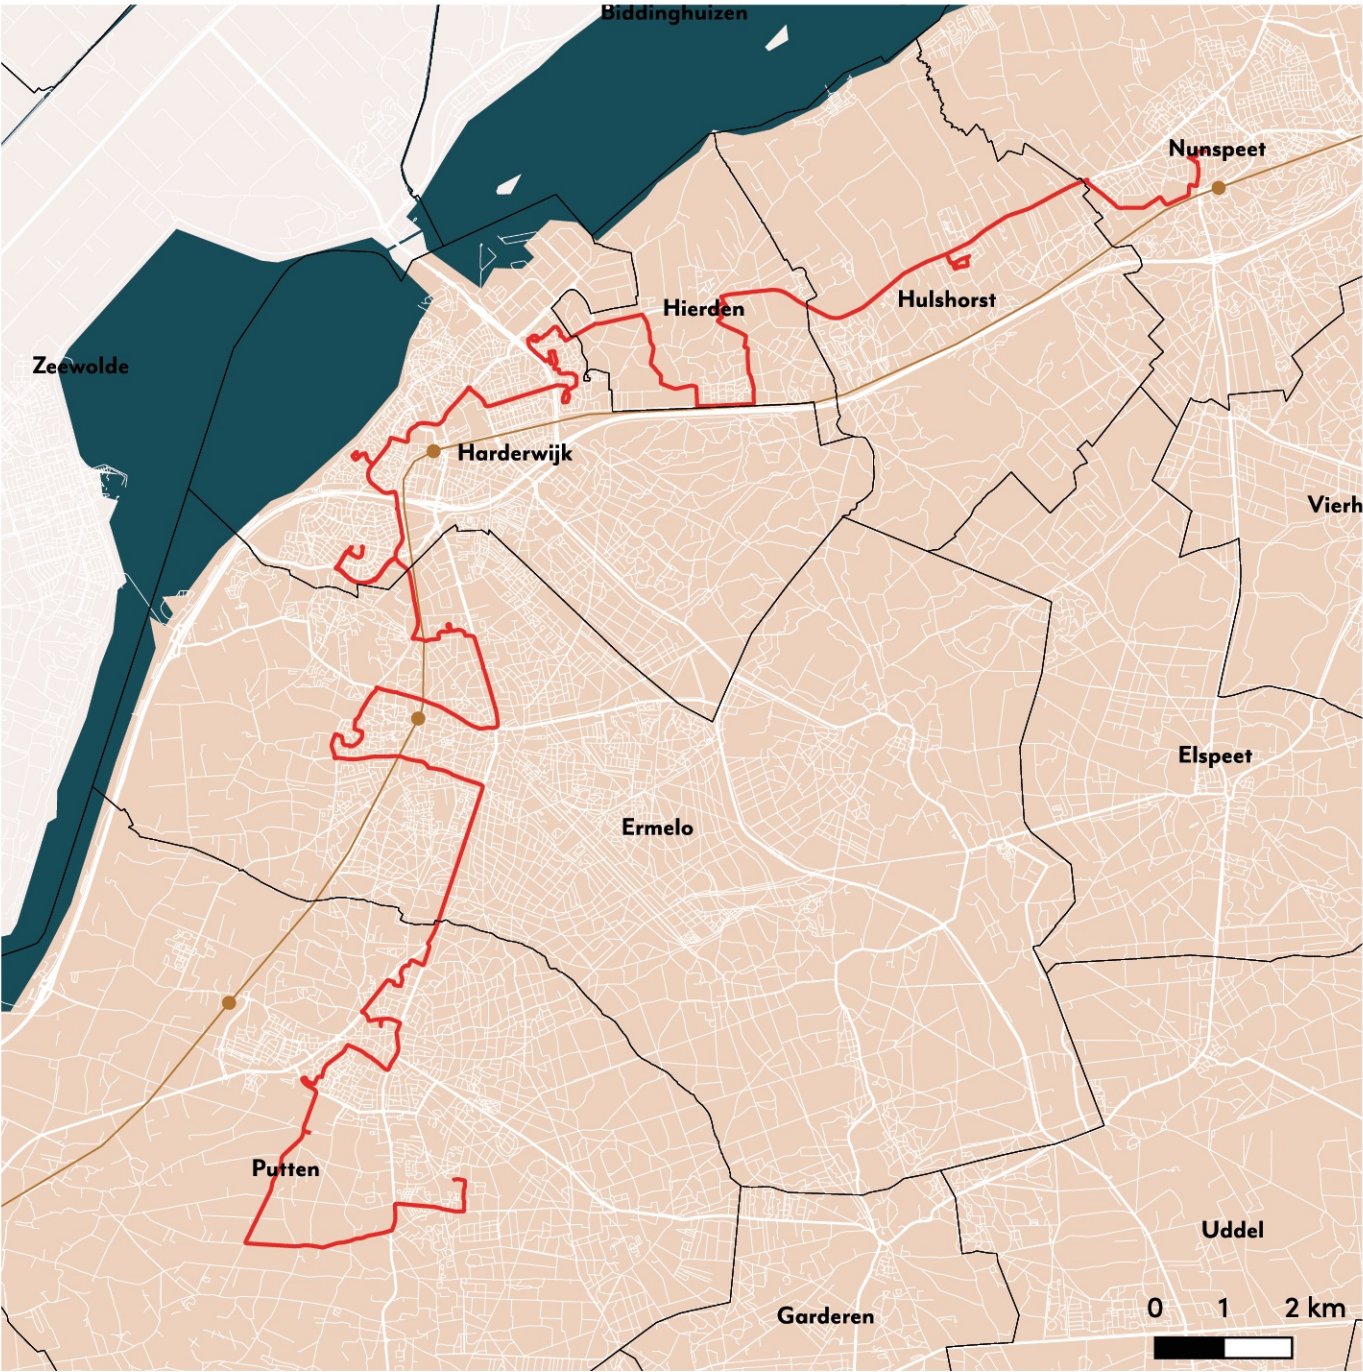 Biddinghuizen
Nunspeet
Hulshorst
Hierden
Zeewolde
Harderwijk
Vierh
Elspeet
Ermelo
Putten
Uddel
Garderen
0 1 2 km